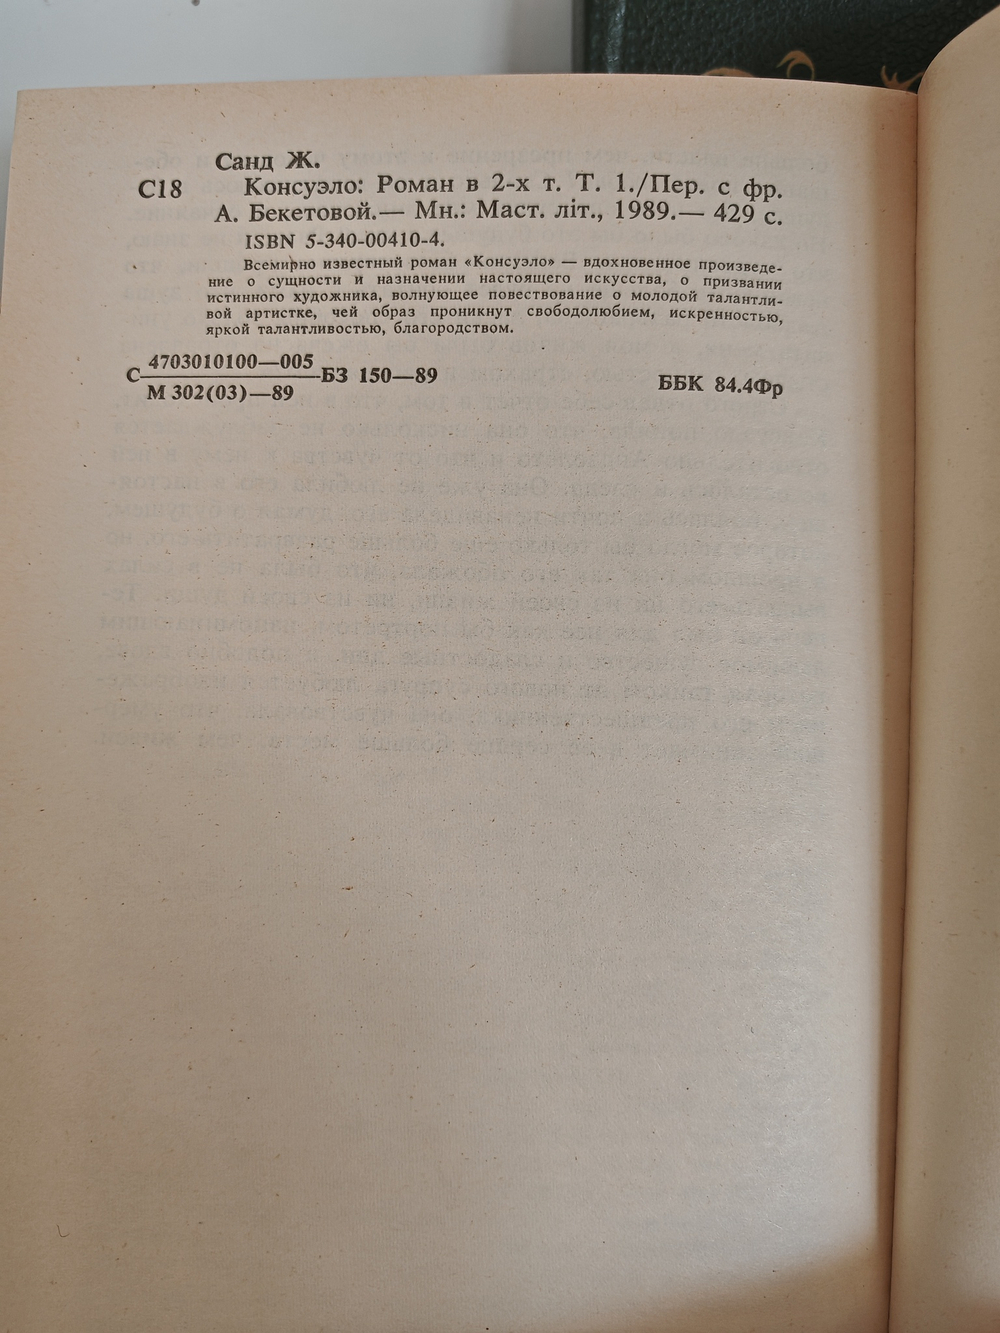 Санд Ж.
С18 Консуэло: Роман в 2-х т. Т. 1./Пер. с фр.
А. Бекетовой.— Мн.: Маст. літ., 1989.— 429 с.
ISBN 5-340-00410-4.
Всемирно известный роман «Консуэло» — вдохновенное произведе-
ние о сущности и назначении настоящего искусства, о призвании
истинного художника, волнующее повествование о молодой талантли-
вой артистке, чей образ проникнут свободолюбием, искренностью,
яркой талантливостью, благородством.
4703010100—005
С БЗ 150—89
М 302(03)—89
ББК 84.4Фр